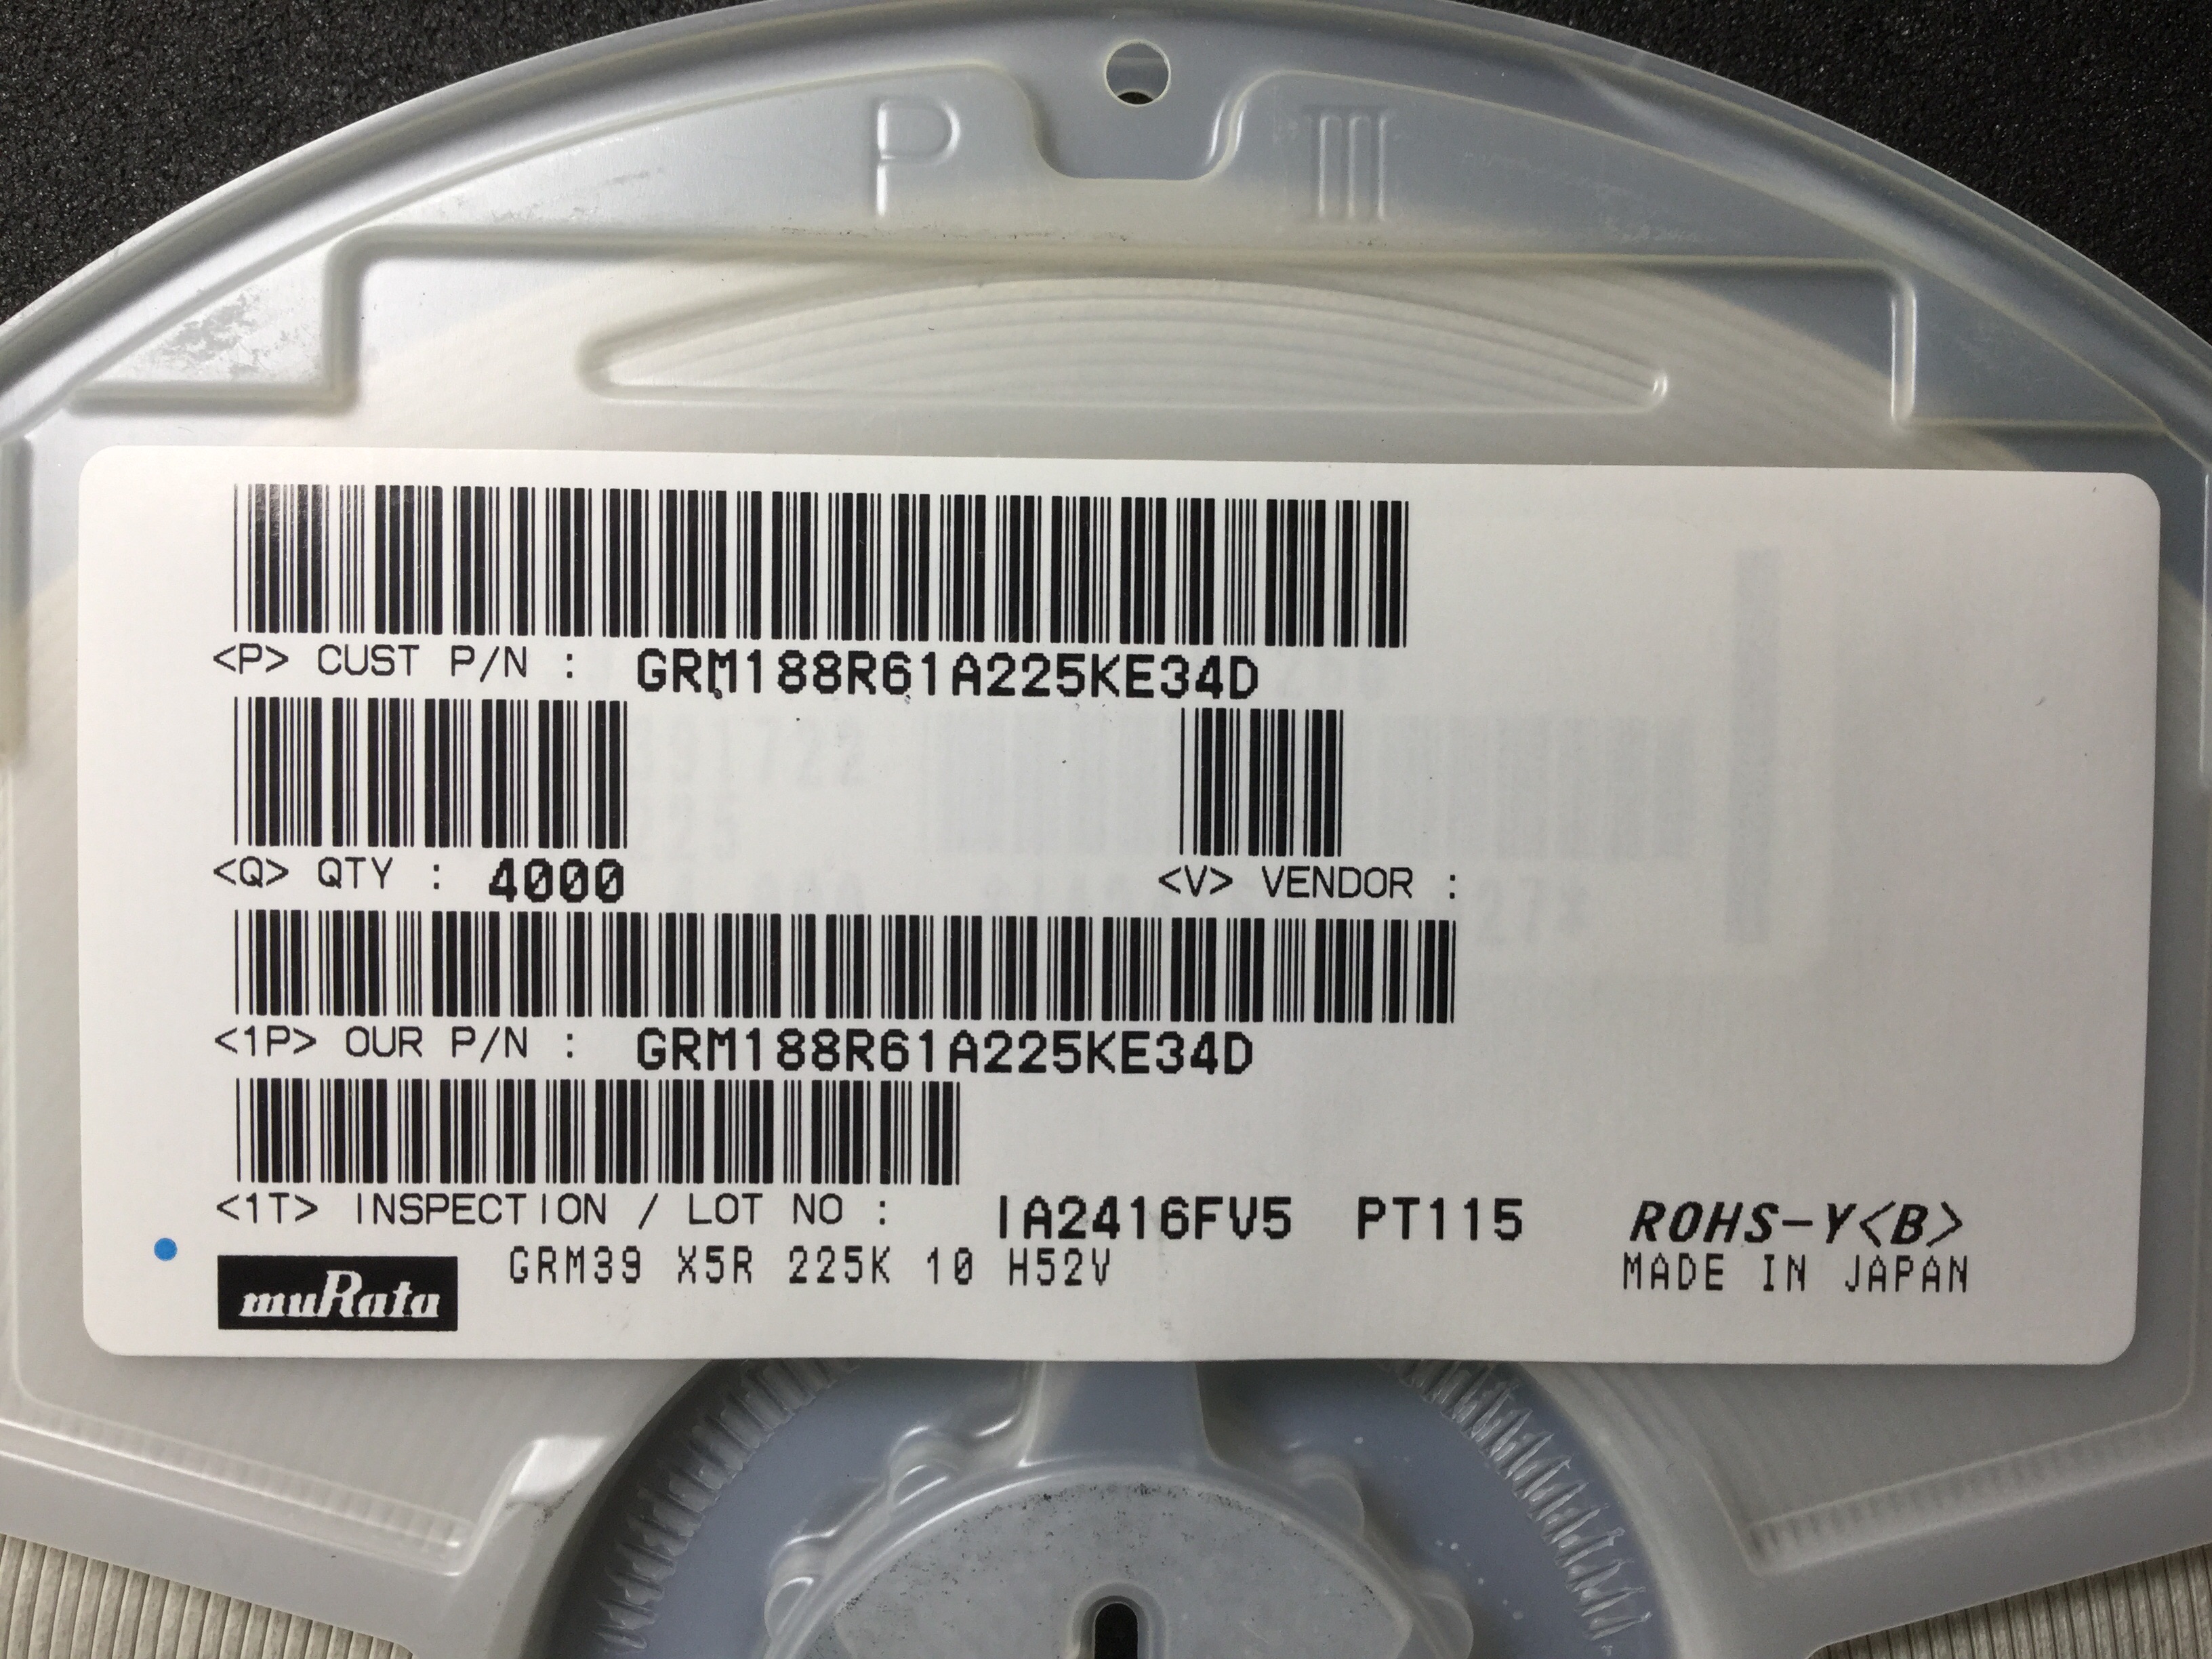 P III
<P> CUST P/N : GRM188R61A225KE34D
<Q> QTY : 4000 <V> VENDOR :
<1P> OUR P/N : GRM188R61A225KE34D
<1T> INSPECTION / LOT NO : IA2416FV5 PT115 ROHS-Y<B>
muRata GRM39 X5R 225K 10 H52V MADE IN JAPAN